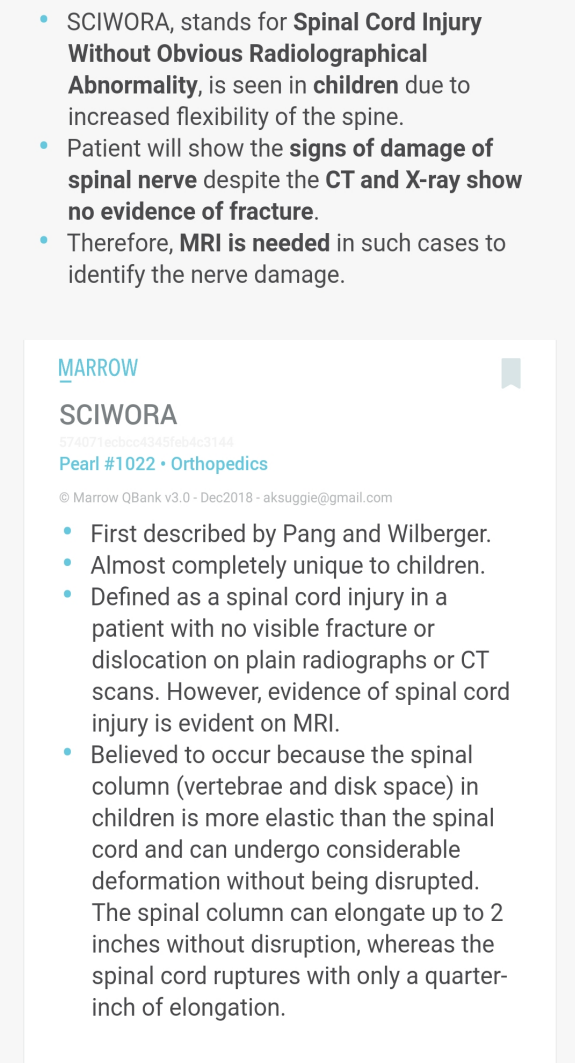 • SCIWORA, stands for Spinal Cord Injury
Without Obvious Radiolographical
Abnormality, is seen in children due to
increased flexibility of the spine.
• Patient will show the signs of damage of
spinal nerve despite the CT and X-ray show
no evidence of fracture.
• Therefore, MRI is needed in such cases to
identify the nerve damage.
MARROW
SCIWORA
574071ecbcc4345feb4c3144
Pearl #1022 • Orthopedics
© Marrow QBank v3.0 - Dec2018 - aksuggie@gmail.com
• First described by Pang and Wilberger.
• Almost completely unique to children.
• Defined as a spinal cord injury in a
patient with no visible fracture or
dislocation on plain radiographs or CT
scans. However, evidence of spinal cord
injury is evident on MRI.
• Believed to occur because the spinal
column (vertebrae and disk space) in
children is more elastic than the spinal
cord and can undergo considerable
deformation without being disrupted.
The spinal column can elongate up to 2
inches without disruption, whereas the
spinal cord ruptures with only a quarter-
inch of elongation.